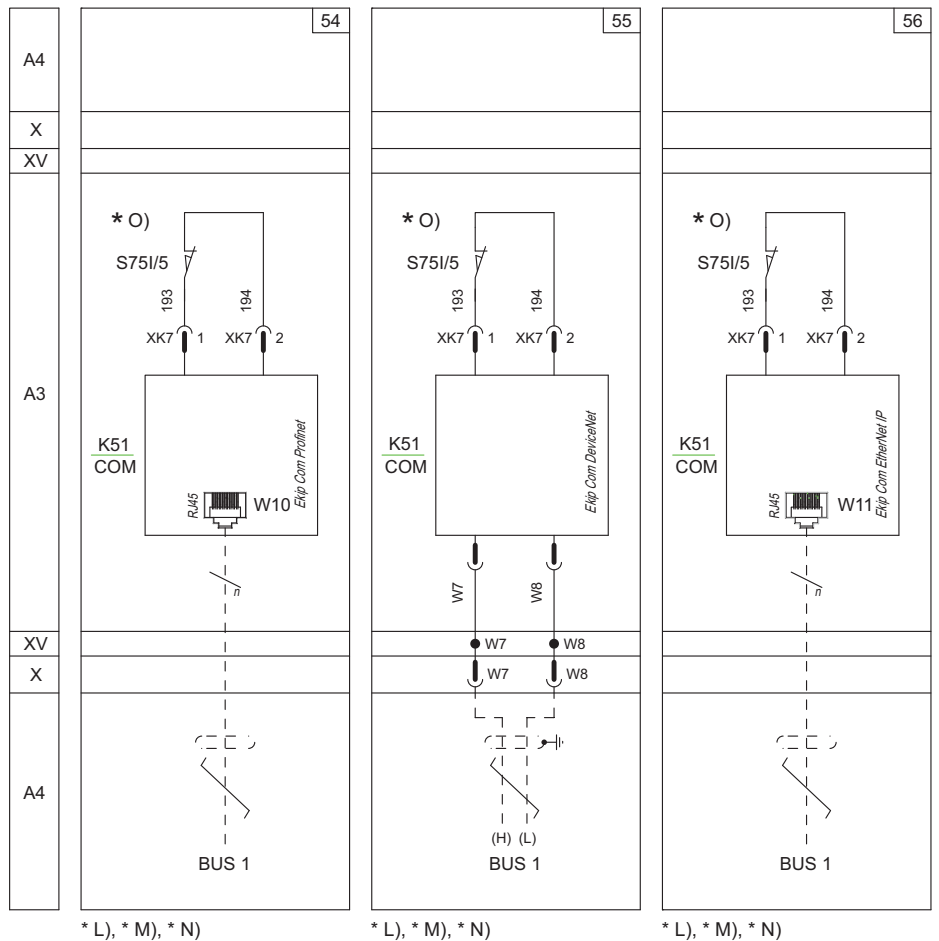 A4
X
XV
A3
XV
X
A4
54
* O)
S75I/5
193
194
XK7 1
XK7 2
K51
COM
Ekip Com Profinet
RJ45
W10
n
BUS 1
* L), * M), * N)
55
* O)
S75I/5
193
194
XK7 1
XK7 2
K51
COM
Ekip Com DeviceNet
W7
W8
W7
W8
W7
W8
(H) (L)
BUS 1
* L), * M), * N)
56
* O)
S75I/5
193
194
XK7 1
XK7 2
K51
COM
Ekip Com EtherNet IP
RJ45
W11
n
BUS 1
* L), * M), * N)